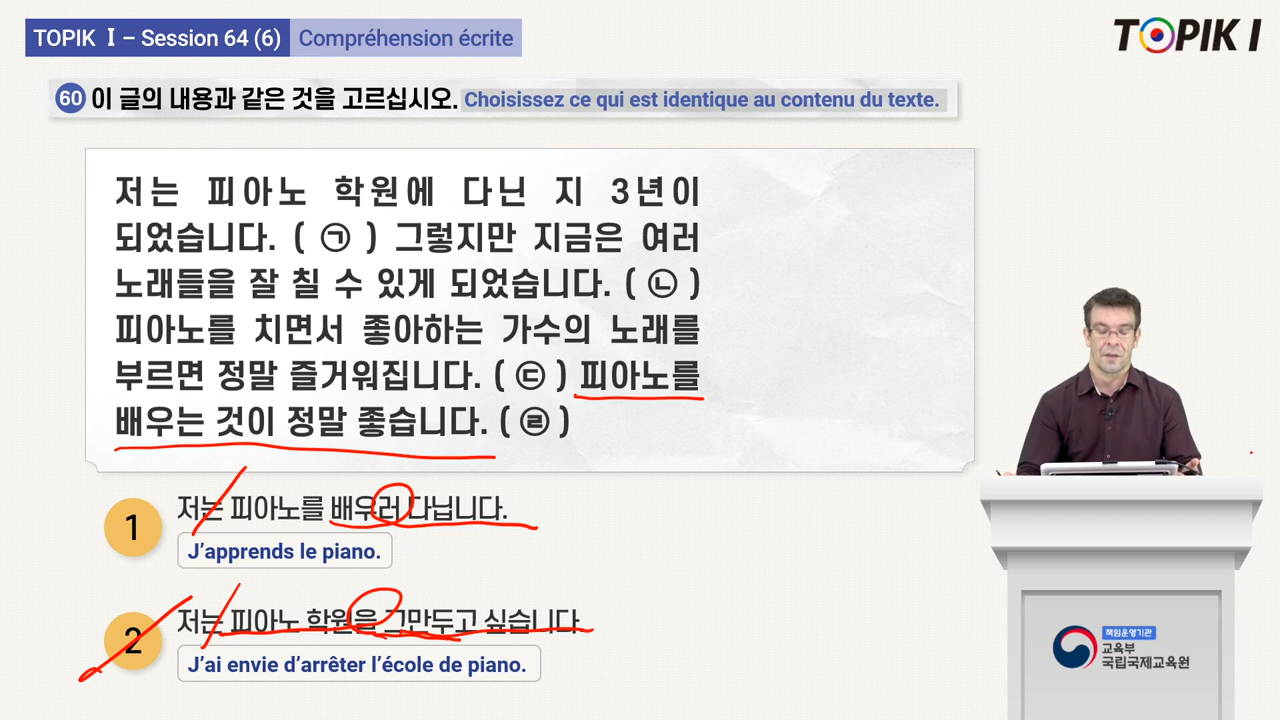 TOPIK Ⅰ – Session 64 (6) Compréhension écrite
TOPIK I
60 이 글의 내용과 같은 것을 고르십시오. Choisissez ce qui est identique au contenu du texte.
저는 피아노 학원에 다닌 지 3년이
되었습니다. ( ㉠ ) 그렇지만 지금은 여러
노래들을 잘 칠 수 있게 되었습니다. ( ㉡ )
피아노를 치면서 좋아하는 가수의 노래를
부르면 정말 즐거워집니다. ( ㉢ ) 피아노를
배우는 것이 정말 좋습니다. ( ㉣ )
1 저는 피아노를 배우러 다닙니다.
J'apprends le piano.
2 저는 피아노 학원을 그만두고 싶습니다.
J'ai envie d'arrêter l'école de piano.
책임운영기관
교육부
국립국제교육원